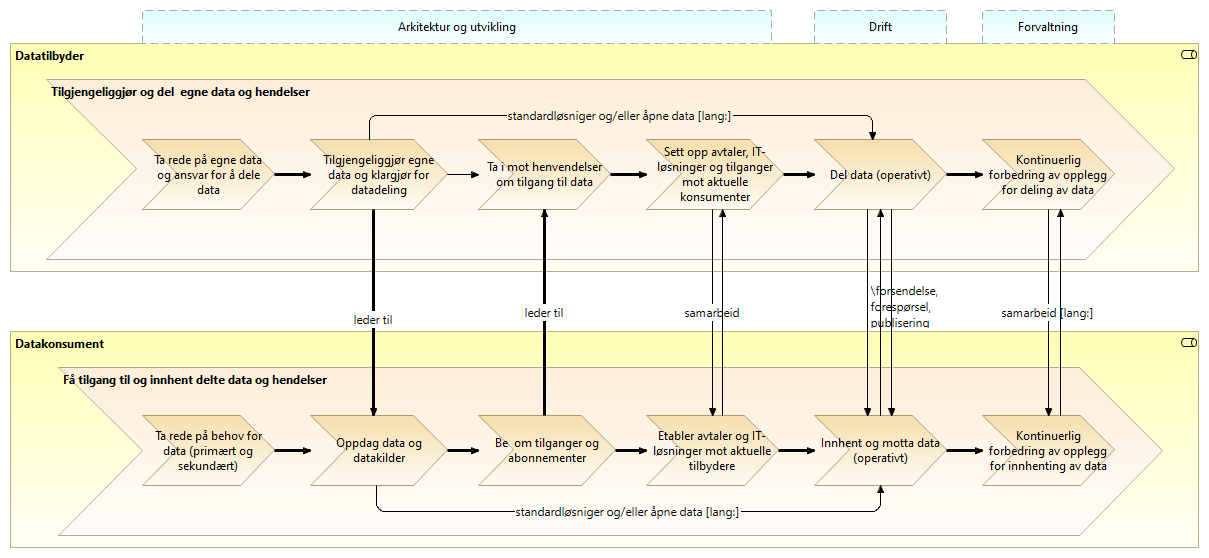 Arkitektur og utvikling
Drift
Forvaltning
Datatilbyder
Tilgjengeliggjør og del  egne data og hendelser
standardløsniger og/eller åpne data [lang:]
Ta rede på egne data
og ansvar for å dele
data
Tilgjengeliggjør egne
data og klargjør for
datadeling
Ta i mot henvendelser
om tilgang til data
Sett opp avtaler, IT-
løsninger og tilganger
mot aktuelle
konsumenter
Del data (operativt)
Kontinuerlig
forbedring av opplegg
for deling av data
leder til
leder til
samarbeid
\forsendelse,
forespørsel,
publisering
samarbeid [lang:]
Datakonsument
Få tilgang til og innhent delte data og hendelser
Ta rede på behov for
data (primært og
sekundært)
Oppdag data og
datakilder
Be  om tilganger og
abonnementer
Etabler avtaler og IT-
løsninger mot aktuelle
tilbydere
Innhent og motta data
(operativt)
Kontinuerlig
forbedring av opplegg
for innhenting av data
standardløsniger og/eller åpne data [lang:]